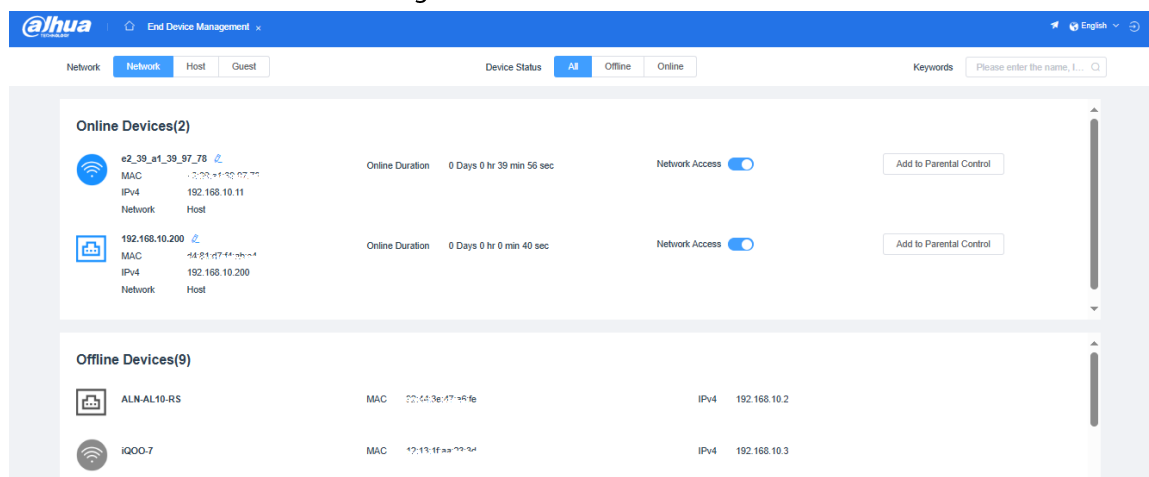 alhua
TECHNOLOGY
End Device Management ×
English
Network Network Host Guest Device Status All Offline Online Keywords Please enter the name, I...
Online Devices(2)
e2_39_a1_39_97_78
MAC
IPv4 192.168.10.11
Network Host
Online Duration 0 Days 0 hr 39 min 56 sec
Network Access
Add to Parental Control
192.168.10.200
MAC
IPv4 192.168.10.200
Network Host
Online Duration 0 Days 0 hr 0 min 40 sec
Network Access
Add to Parental Control
Offline Devices(9)
ALN-AL10-RS MAC IPv4 192.168.10.2
iQOO-7 MAC IPv4 192.168.10.3